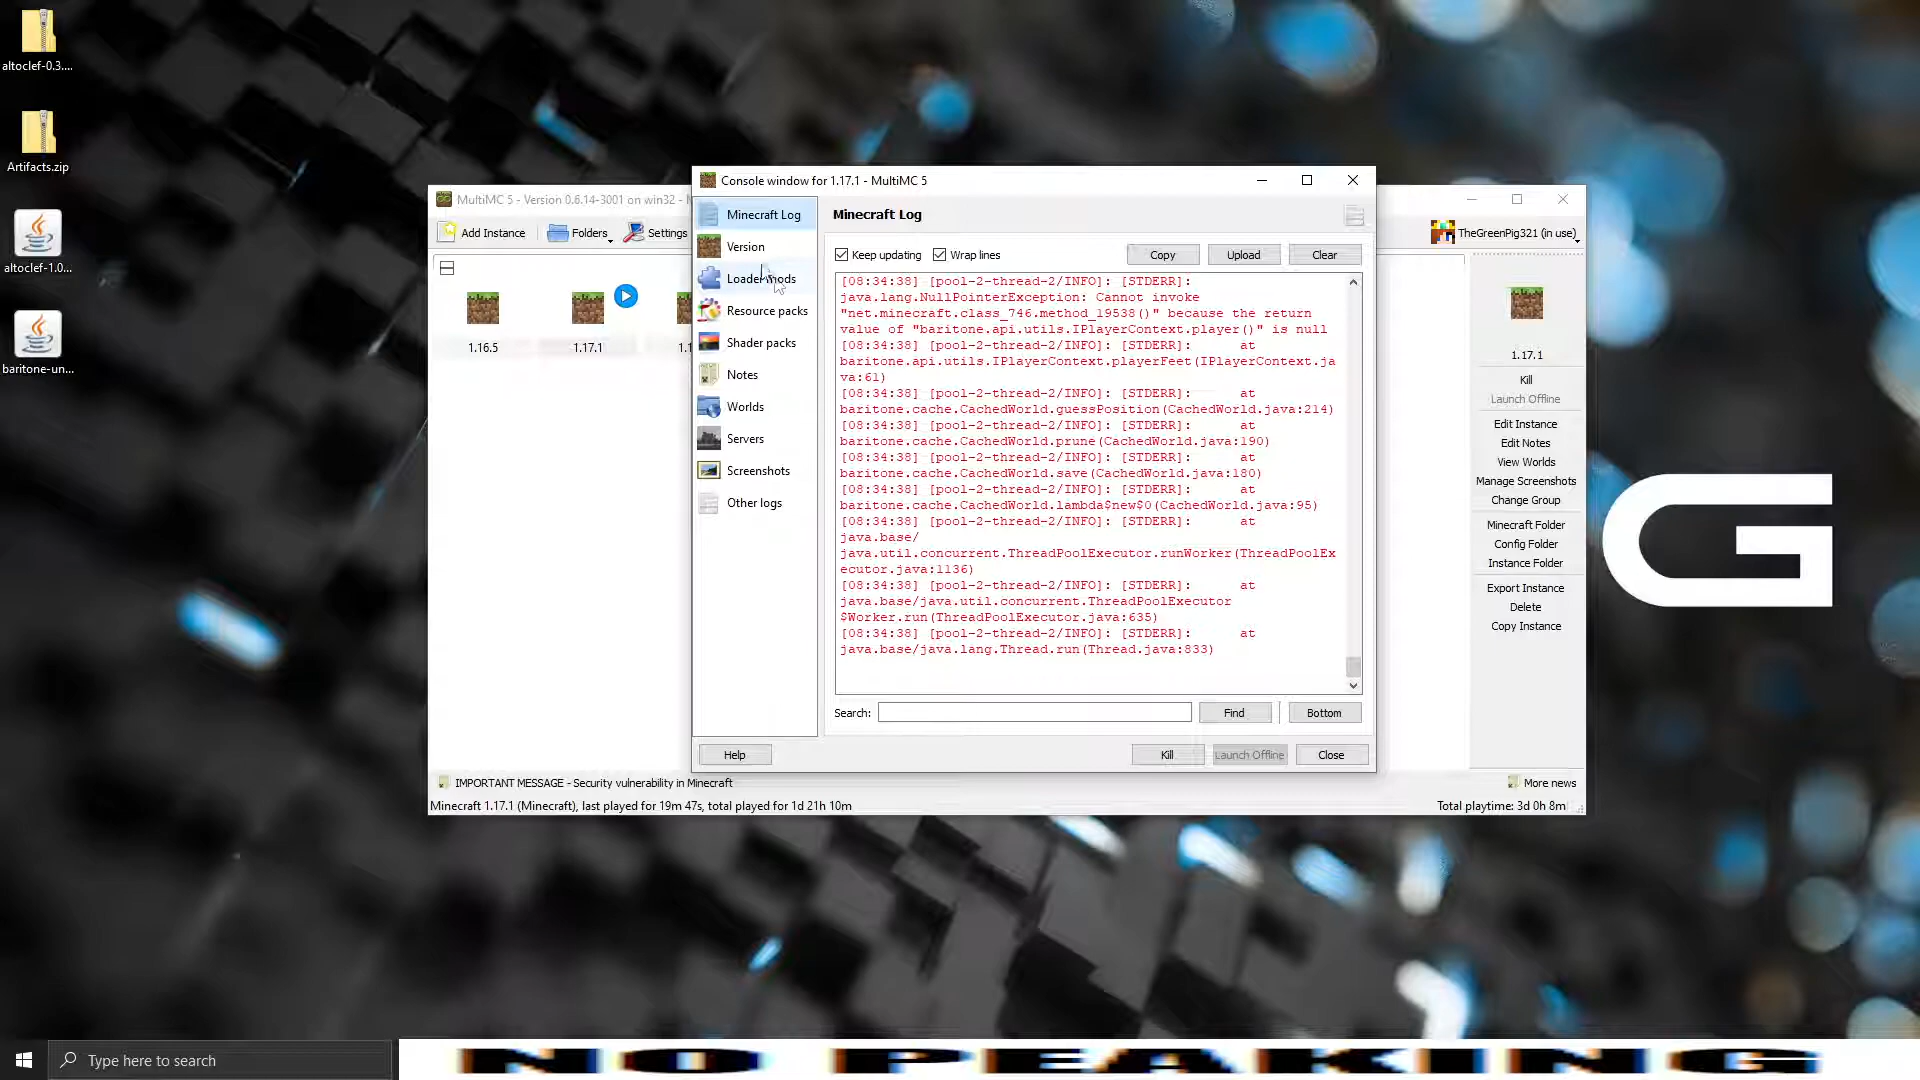 altoclef-0.3....
Artifacts.zip
altoclef-1.0...
baritone-un...
MultiMC 5 - Version 0.6.14-3001 on win32 -
Add Instance
Folders
Settings
TheGreenPig321 (in use)
1.16.5
1.17.1
1.1
Console window for 1.17.1 - MultiMC 5
Minecraft Log
Version
Loader mods
Resource packs
Shader packs
Notes
Worlds
Servers
Screenshots
Other logs
Minecraft Log
Keep updating
Wrap lines
Copy
Upload
Clear
[08:34:38] [pool-2-thread-2/INFO]: [STDERR]:
java.lang.NullPointerException: Cannot invoke
"net.minecraft.class_746.method_19538()" because the return
value of "baritone.api.utils.IPlayerContext.player()" is null
[08:34:38] [pool-2-thread-2/INFO]: [STDERR]: at
baritone.api.utils.IPlayerContext.playerFeet(IPlayerContext.ja
va:61)
[08:34:38] [pool-2-thread-2/INFO]: [STDERR]: at
baritone.cache.CachedWorld.guessPosition(CachedWorld.java:214)
[08:34:38] [pool-2-thread-2/INFO]: [STDERR]: at
baritone.cache.CachedWorld.prune(CachedWorld.java:190)
[08:34:38] [pool-2-thread-2/INFO]: [STDERR]: at
baritone.cache.CachedWorld.save(CachedWorld.java:180)
[08:34:38] [pool-2-thread-2/INFO]: [STDERR]: at
baritone.cache.CachedWorld.lambda$new$0(CachedWorld.java:95)
[08:34:38] [pool-2-thread-2/INFO]: [STDERR]: at
java.base/
java.util.concurrent.ThreadPoolExecutor.runWorker(ThreadPoolEx
ecutor.java:1136)
[08:34:38] [pool-2-thread-2/INFO]: [STDERR]: at
java.base/java.util.concurrent.ThreadPoolExecutor
$Worker.run(ThreadPoolExecutor.java:635)
[08:34:38] [pool-2-thread-2/INFO]: [STDERR]: at
java.base/java.lang.Thread.run(Thread.java:833)
Search:
Find
Bottom
Help
Kill
Launch Offline
Close
1.17.1
Kill
Launch Offline
Edit Instance
Edit Notes
View Worlds
Manage Screenshots
Change Group
Minecraft Folder
Config Folder
Instance Folder
Export Instance
Delete
Copy Instance
IMPORTANT MESSAGE - Security vulnerability in Minecraft
More news
Minecraft 1.17.1 (Minecraft), last played for 19m 47s, total played for 1d 21h 10m
Total playtime: 3d 0h 8m
G
Type here to search
NO PEAKING